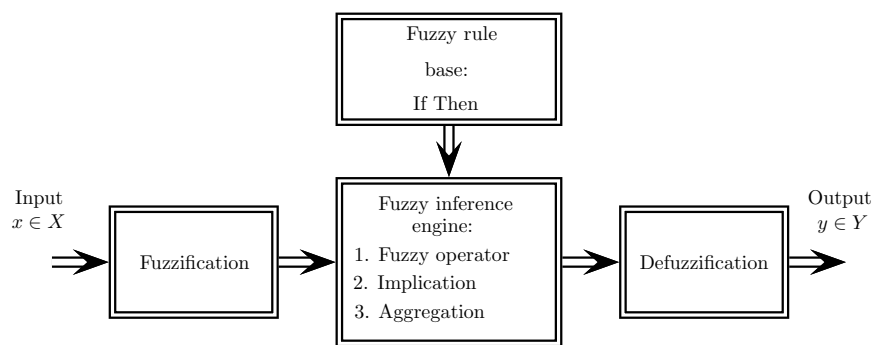 Fuzzy rule
base:
If Then
Input
x ∈ X
Fuzzification
Fuzzy inference
engine:
1. Fuzzy operator
2. Implication
3. Aggregation
Defuzzification
Output
y ∈ Y